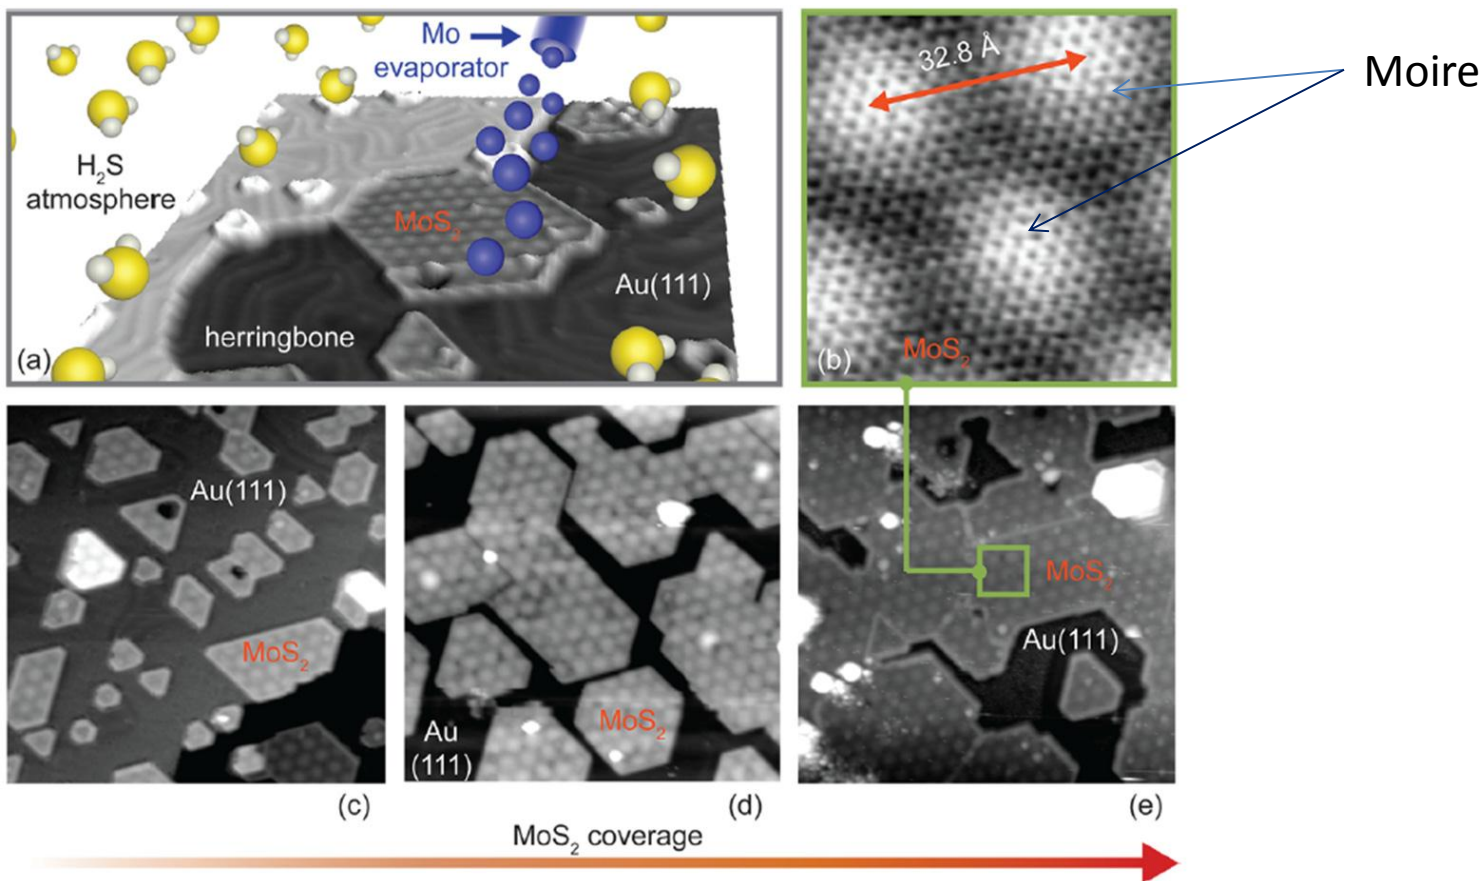 Mo
evaporator
H₂S
atmosphere
MoS₂
Au(111)
herringbone
(a)
32.8 Å
Moire
MoS₂
(b)
Au(111)
MoS₂
(c)
MoS₂
Au
(111)
(d)
MoS₂
Au(111)
(e)
MoS₂ coverage